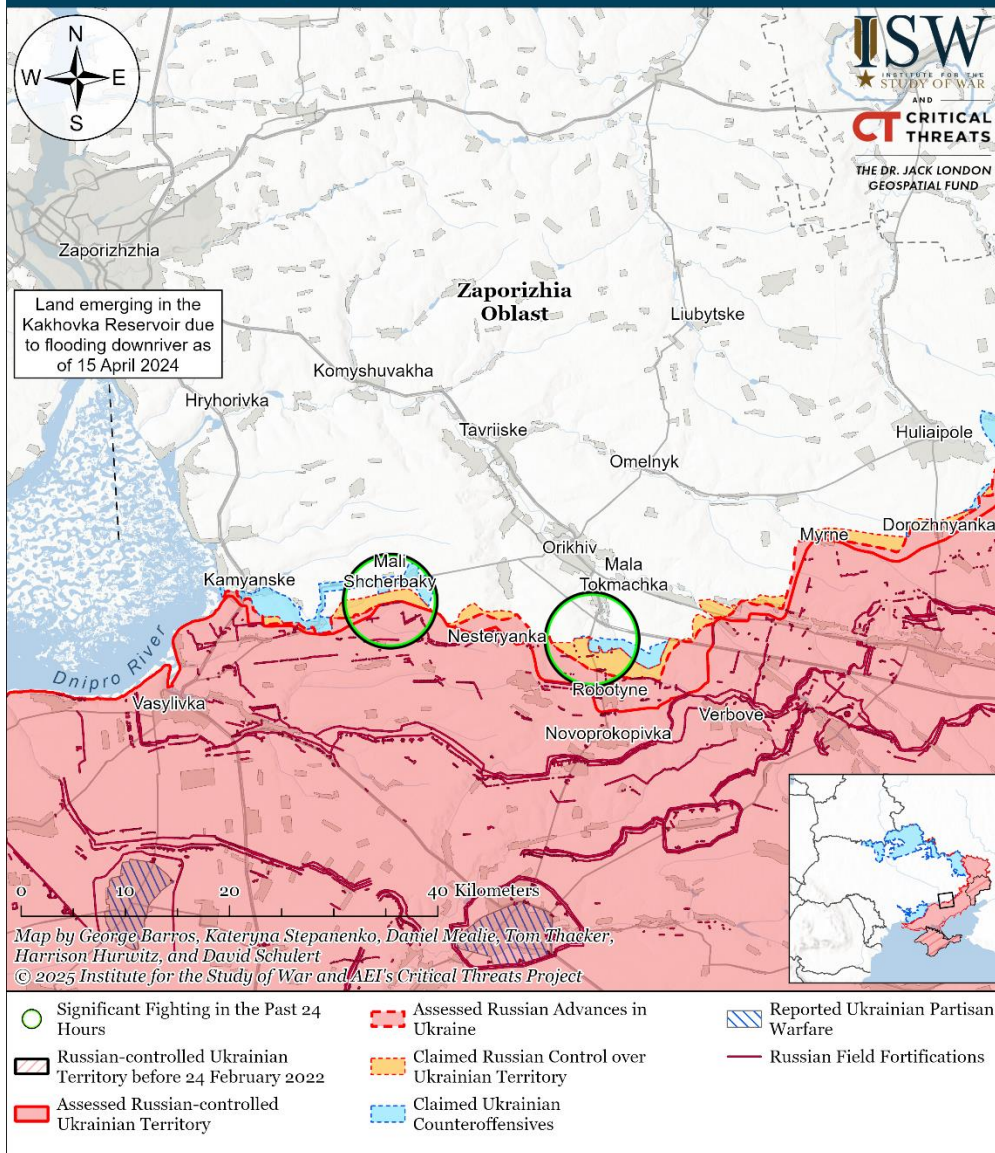 N
W
E
S
ISW
INSTITUTE FOR THE
STUDY OF WAR
AND
CT CRITICAL
THREATS
THE DR. JACK LONDON
GEOSPATIAL FUND
Zaporizhzhia
Land emerging in the
Kakhovka Reservoir due
to flooding downriver as
of 15 April 2024
Zaporizhia
Oblast
Liubytske
Komyshuvakha
Hryhorivka
Tavriiske
Huliaipole
Omelnyk
Dorozhnyanka
Myrne
Orikhiv
Mali
Shcherbaky
Mala
Tokmachka
Kamyanske
Nesteryanka
Dnipro River
Robotyne
Vasylivka
Verbove
Novoprokopivka
0 10 20 40 Kilometers
Map by George Barros, Kateryna Stepanenko, Daniel Mealie, Tom Thacker,
Harrison Hurwitz, and David Schulert
© 2025 Institute for the Study of War and AEI's Critical Threats Project
Significant Fighting in the Past 24
Hours
Russian-controlled Ukrainian
Territory before 24 February 2022
Assessed Russian-controlled
Ukrainian Territory
Assessed Russian Advances in
Ukraine
Claimed Russian Control over
Ukrainian Territory
Claimed Ukrainian
Counteroffensives
Reported Ukrainian Partisan
Warfare
Russian Field Fortifications